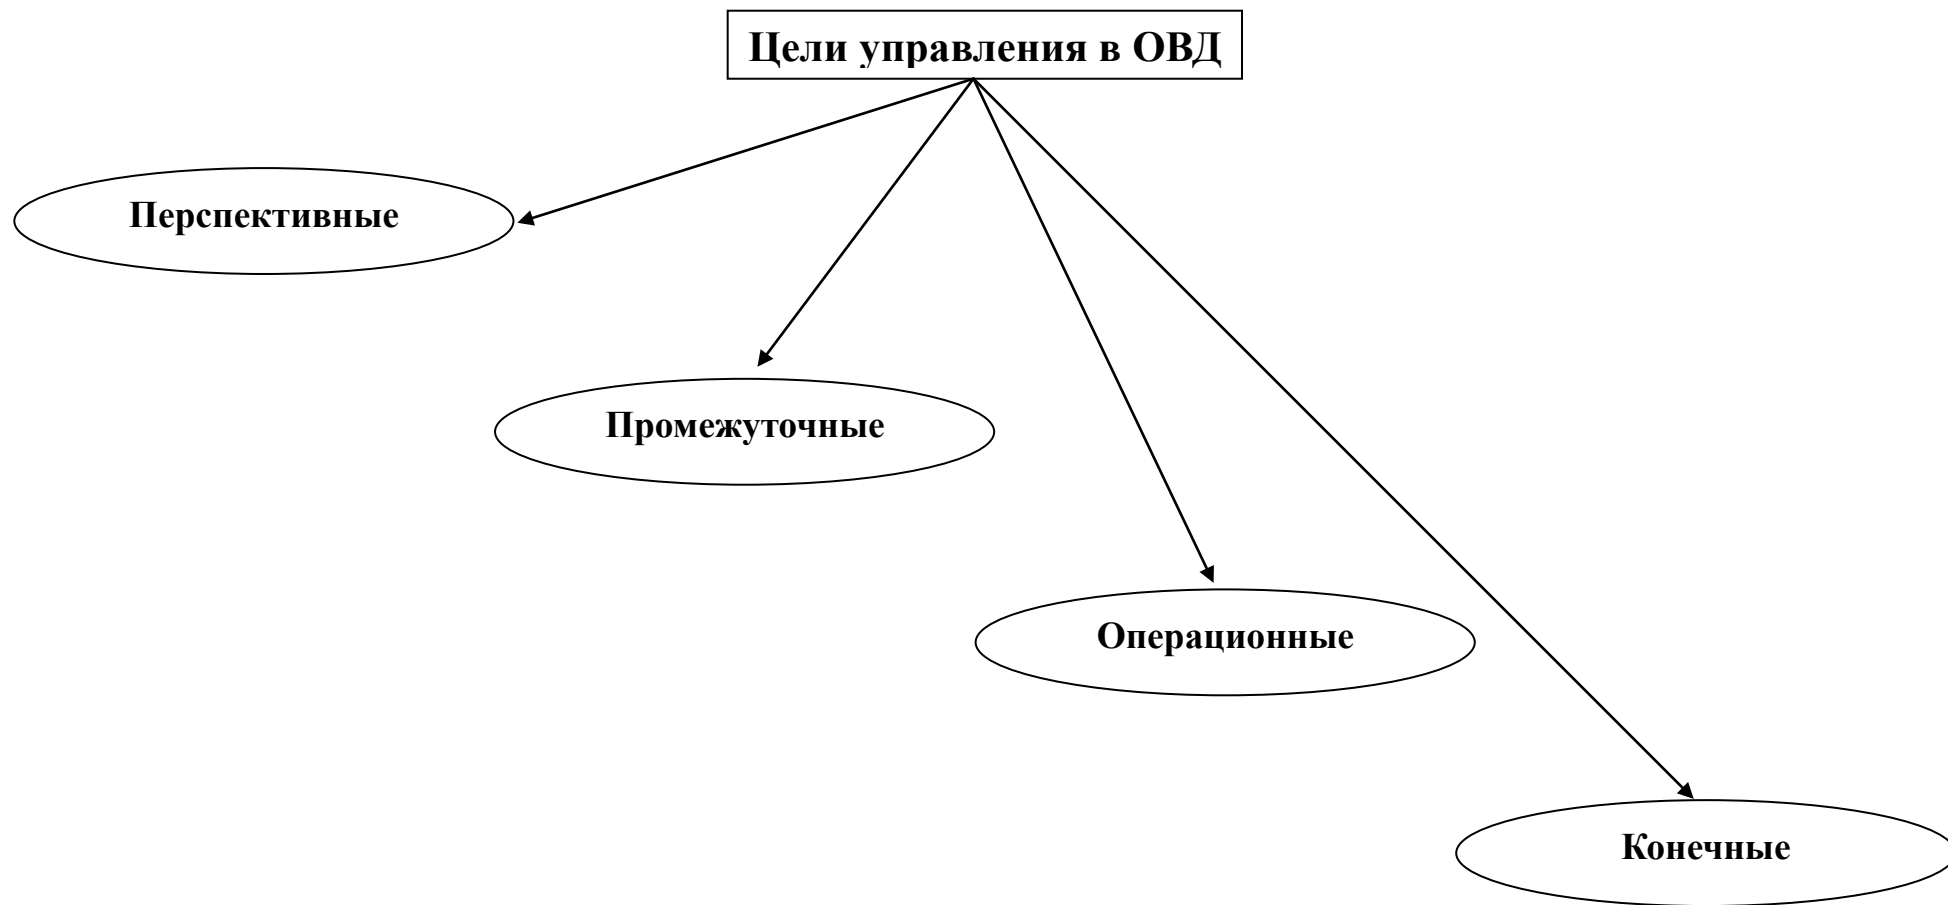 Цели управления в ОВД
Перспективные
Промежуточные
Операционные
Конечные